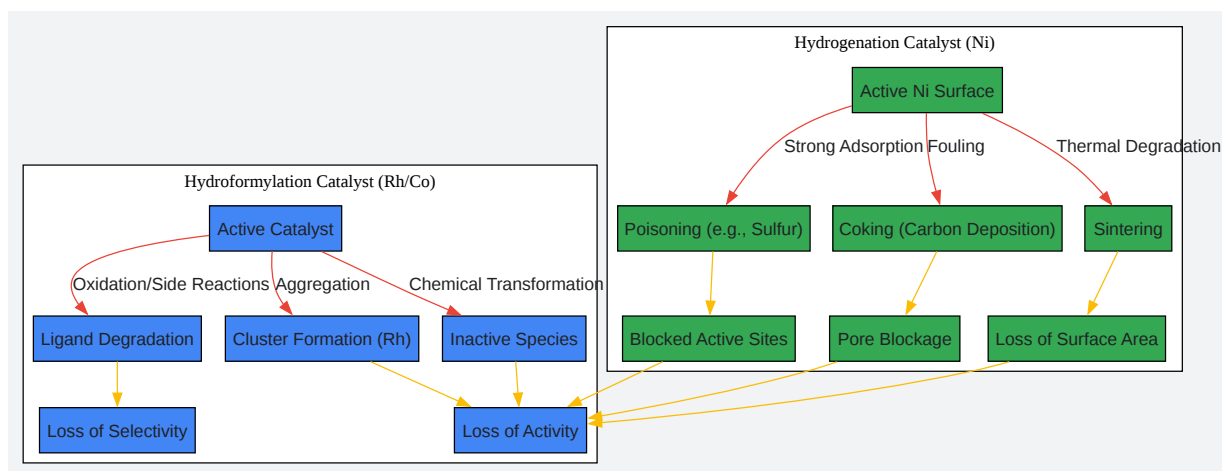 Hydrogenation Catalyst (Ni)
Active Ni Surface
Strong Adsorption
Fouling
Thermal Degradation
Poisoning (e.g., Sulfur)
Coking (Carbon Deposition)
Sintering
Blocked Active Sites
Pore Blockage
Loss of Surface Area
Hydroformylation Catalyst (Rh/Co)
Active Catalyst
Oxidation/Side Reactions
Aggregation
Chemical Transformation
Ligand Degradation
Cluster Formation (Rh)
Inactive Species
Loss of Selectivity
Loss of Activity